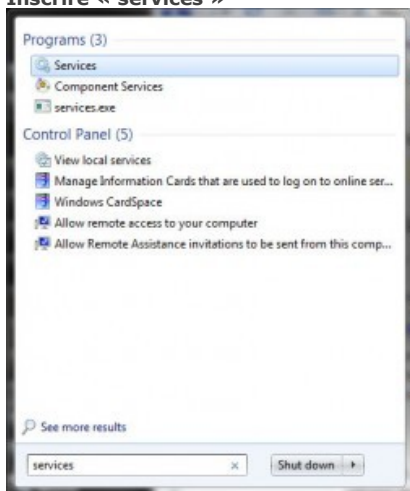 Inscrire « services »
Programs (3)
Services
Component Services
services.exe
Control Panel (5)
View local services
Manage Information Cards that are used to log on to online ser...
Windows CardSpace
Allow remote access to your computer
Allow Remote Assistance invitations to be sent from this comp...
See more results
services
Shut down